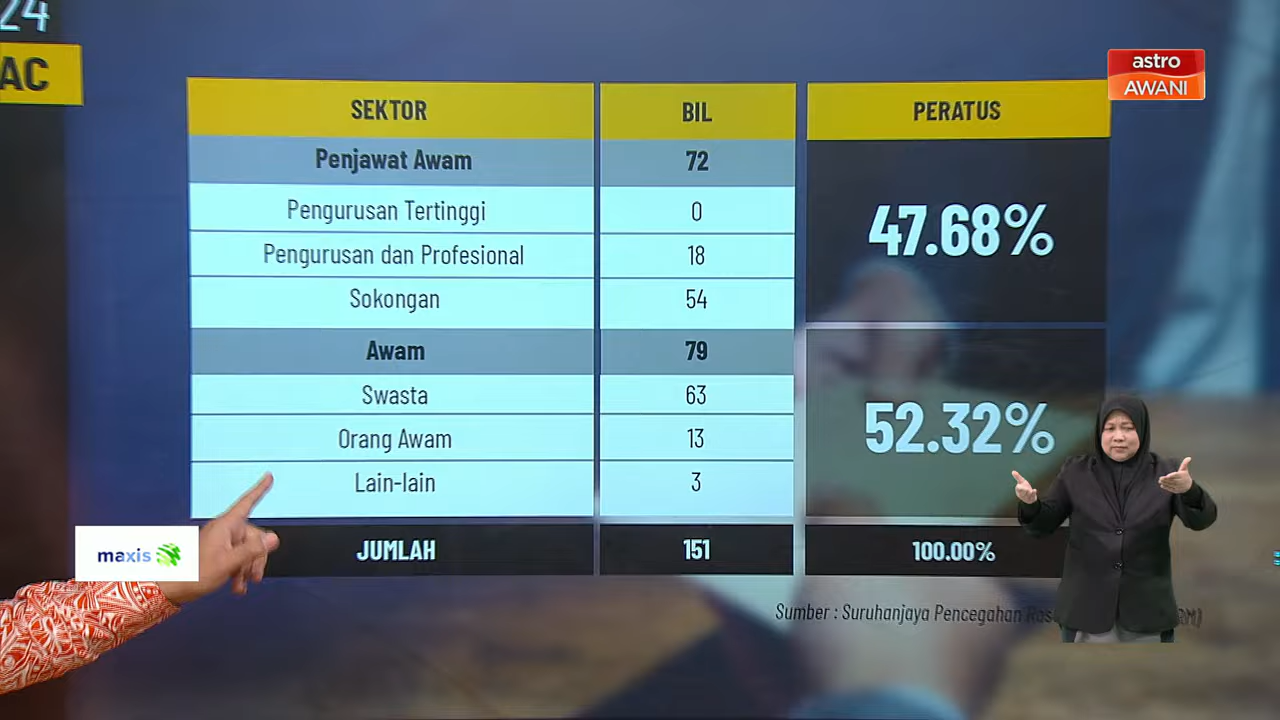 24
AC
astro
AWANI
SEKTOR BIL PERATUS
Penjawat Awam 72
Pengurusan Tertinggi 0
47.68%
Pengurusan dan Profesional 18
Sokongan 54
Awam 79
Swasta 63
52.32%
Orang Awam 13
Lain-lain 3
maxis
JUMLAH 151 100.00%
Sumber : Suruhanjaya Pencegahan